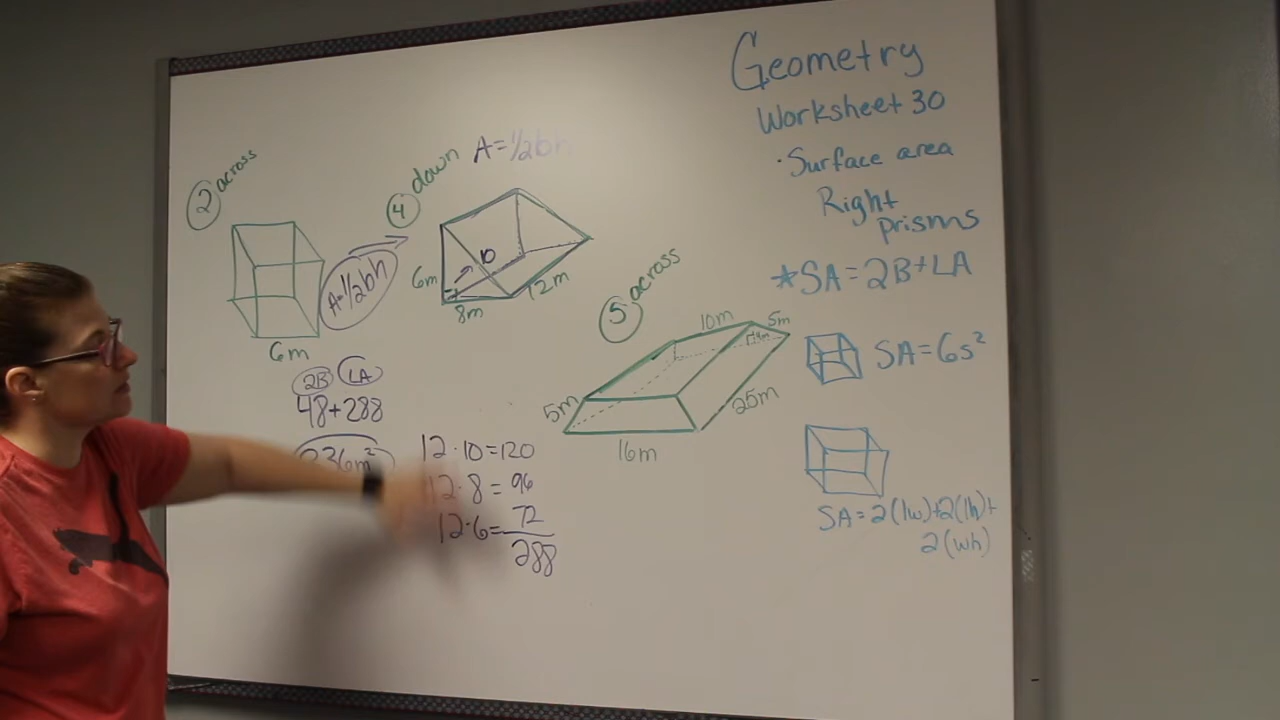 Geometry
Worksheet 30
· Surface area
Right
prisms
*SA = 2B + LA
SA = 6s²
SA = 2(lw) + 2(lh) +
2(wh)
2 across
6m
4 down
A = 1/2bh
A = 1/2bh
6m
10
8m
12m
2B LA
48 + 288
336m²
12 · 10 = 120
12 · 8 = 96
12 · 6 = 72
288
5 across
10m
5m
4m
5m
25m
16m